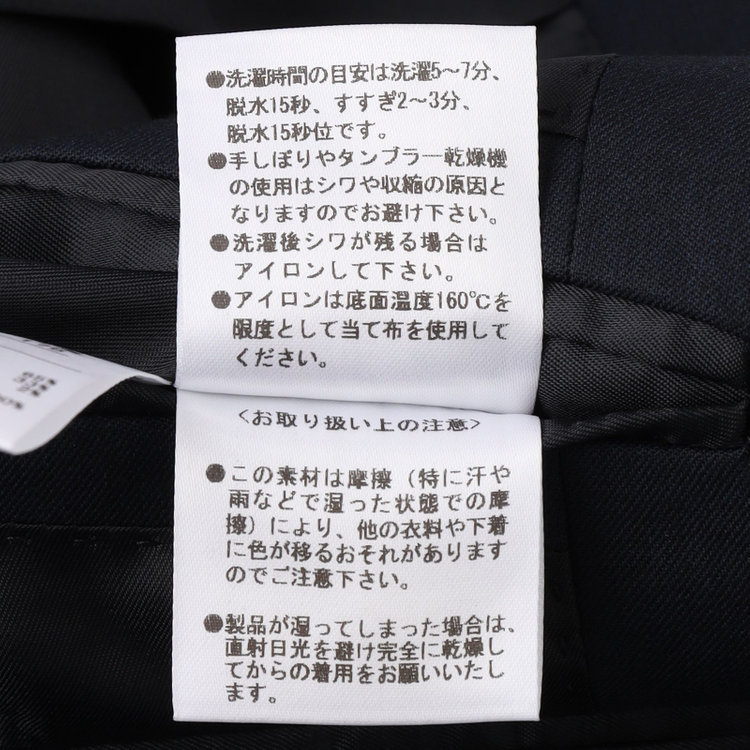 ●洗濯時間の目安は洗濯5～7分、
脱水15秒、すすぎ2～3分、
脱水15秒位です。
●手しぼりやタンブラー乾燥機
の使用はシワや収縮の原因と
なりますのでお避け下さい。
●洗濯後シワが残る場合は
アイロンして下さい。
●アイロンは底面温度160℃を
限度として当て布を使用して
ください。
〈お取り扱い上の注意〉
●この素材は摩擦（特に汗や
雨などで湿った状態での摩
擦）により、他の衣料や下着
に色が移るおそれがあります
のでご注意下さい。
●製品が湿ってしまった場合は、
直射日光を避け完全に乾燥し
てからの着用をお願いいたし
ます。